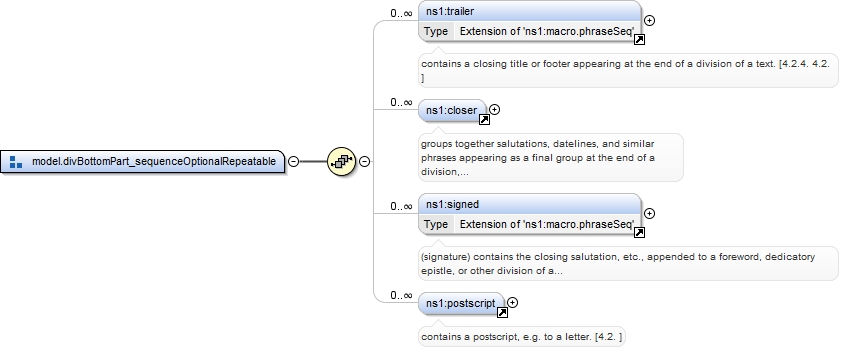 0..∞
ns1:trailer
Type Extension of 'ns1:macro.phraseSeq'
contains a closing title or footer appearing at the end of a division of a text. [4.2.4. 4.2.
]
0..∞
ns1:closer
groups together salutations, datelines, and similar
phrases appearing as a final group at the end of a
division,...
model.divBottomPart_sequenceOptionalRepeatable
0..∞
ns1:signed
Type Extension of 'ns1:macro.phraseSeq'
(signature) contains the closing salutation, etc., appended to a foreword, dedicatory
epistle, or other division of a...
0..∞
ns1:postscript
contains a postscript, e.g. to a letter. [4.2. ]